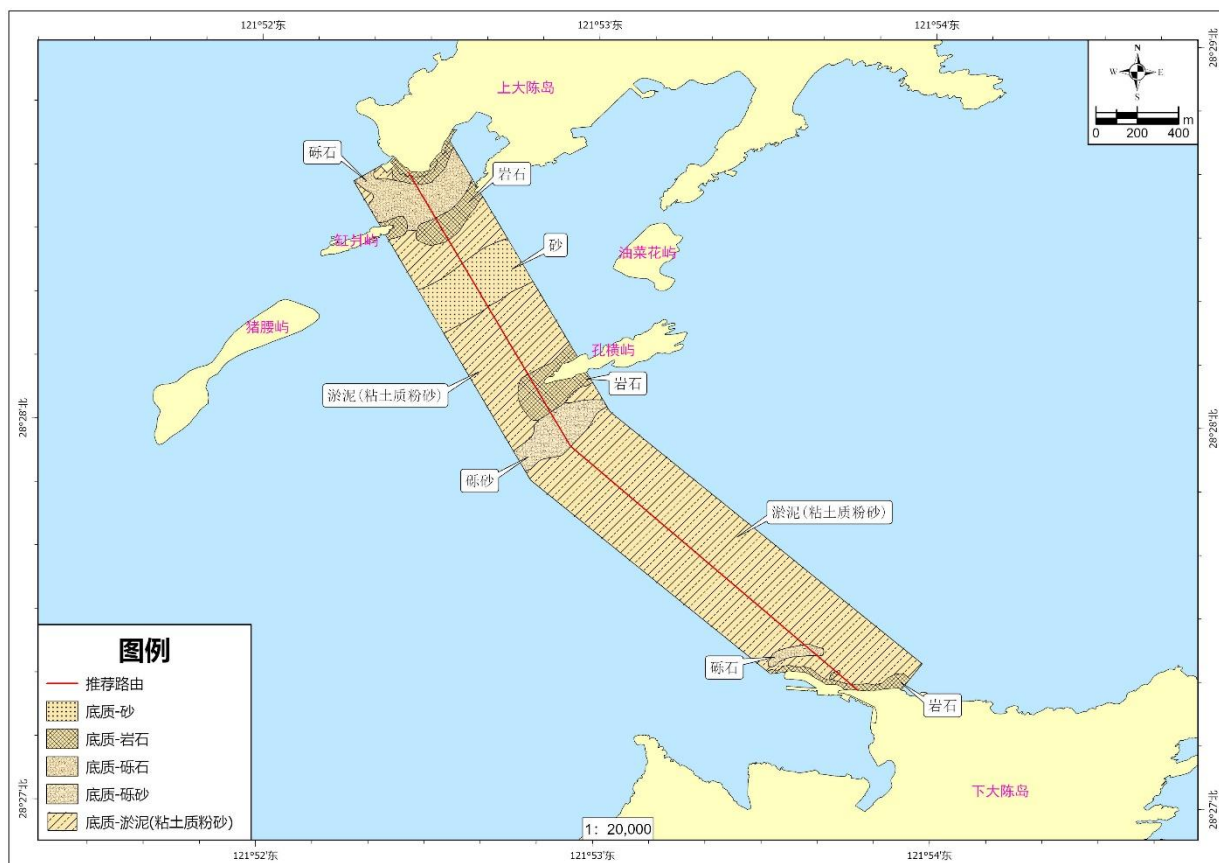 121°52′东
121°53′东
121°54′东
28°29′北
N
W
E
S
0 200 400 m
上大陈岛
砾石
岩石
缸爿屿
砂
油菜花屿
猪腰屿
孔横屿
岩石
淤泥(粘土质粉砂)
28°28′北
28°28′北
砾砂
淤泥(粘土质粉砂)
砾石
岩石
图例
推荐路由
底质-砂
底质-岩石
底质-砾石
底质-砾砂
底质-淤泥(粘土质粉砂)
下大陈岛
28°27′北
28°27′北
1：20,000
121°52′东
121°53′东
121°54′东